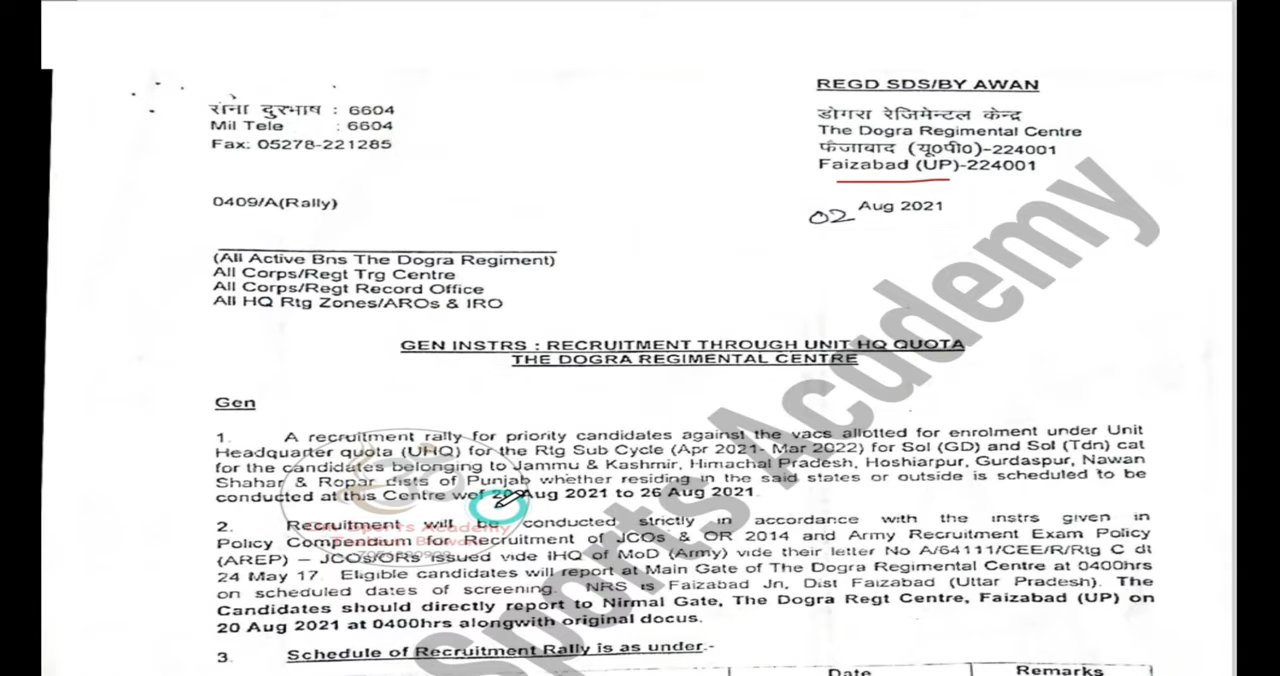 REGD SDS/BY AWAN
दुरभाष : 6604
Mil Tele : 6604
Fax: 05278-221285
डोगरा रेजिमेन्टल केन्द्र
The Dogra Regimental Centre
फैजाबाद (यू०पी०)-224001
Faizabad (UP)-224001
0409/A(Rally)
02 Aug 2021
(All Active Bns The Dogra Regiment)
All Corps/Regt Trg Centre
All Corps/Regt Record Office
All HQ Rtg Zones/AROs & IRO
GEN INSTRS : RECRUITMENT THROUGH UNIT HQ QUOTA
THE DOGRA REGIMENTAL CENTRE
Gen
1. A recruitment rally for priority candidates against the vacs allotted for enrolment under Unit
Headquarter quota (UHQ) for the Rtg Sub Cycle (Apr 2021- Mar 2022) for Sol (GD) and Sol (Tdn) cat
for the candidates belonging to Jammu & Kashmir, Himachal Pradesh, Hoshiarpur, Gurdaspur, Nawan
Shahar & Ropar dists of Punjab whether residing in the said states or outside is scheduled to be
conducted at this Centre wef Aug 2021 to 26 Aug 2021
2. Recruitment will be conducted strictly in accordance with the instrs given in
Policy Compendium for Recruitment of JCOs & OR 2014 and Army Recruitment Exam Policy
(AREP) – JCOs/ORs issued vide IHQ of MoD (Army) vide their letter No A/64111/CEE/R/Rtg C dt
24 May 17. Eligible candidates will report at Main Gate of The Dogra Regimental Centre at 0400hrs
on scheduled dates of screening. NRS is Faizabad Jn, Dist Faizabad (Uttar Pradesh). The
Candidates should directly report to Nirmal Gate, The Dogra Regt Centre, Faizabad (UP) on
20 Aug 2021 at 0400hrs alongwith original docus.
3. Schedule of Recruitment Rally is as under.-
Date Remarks
Sports Academy